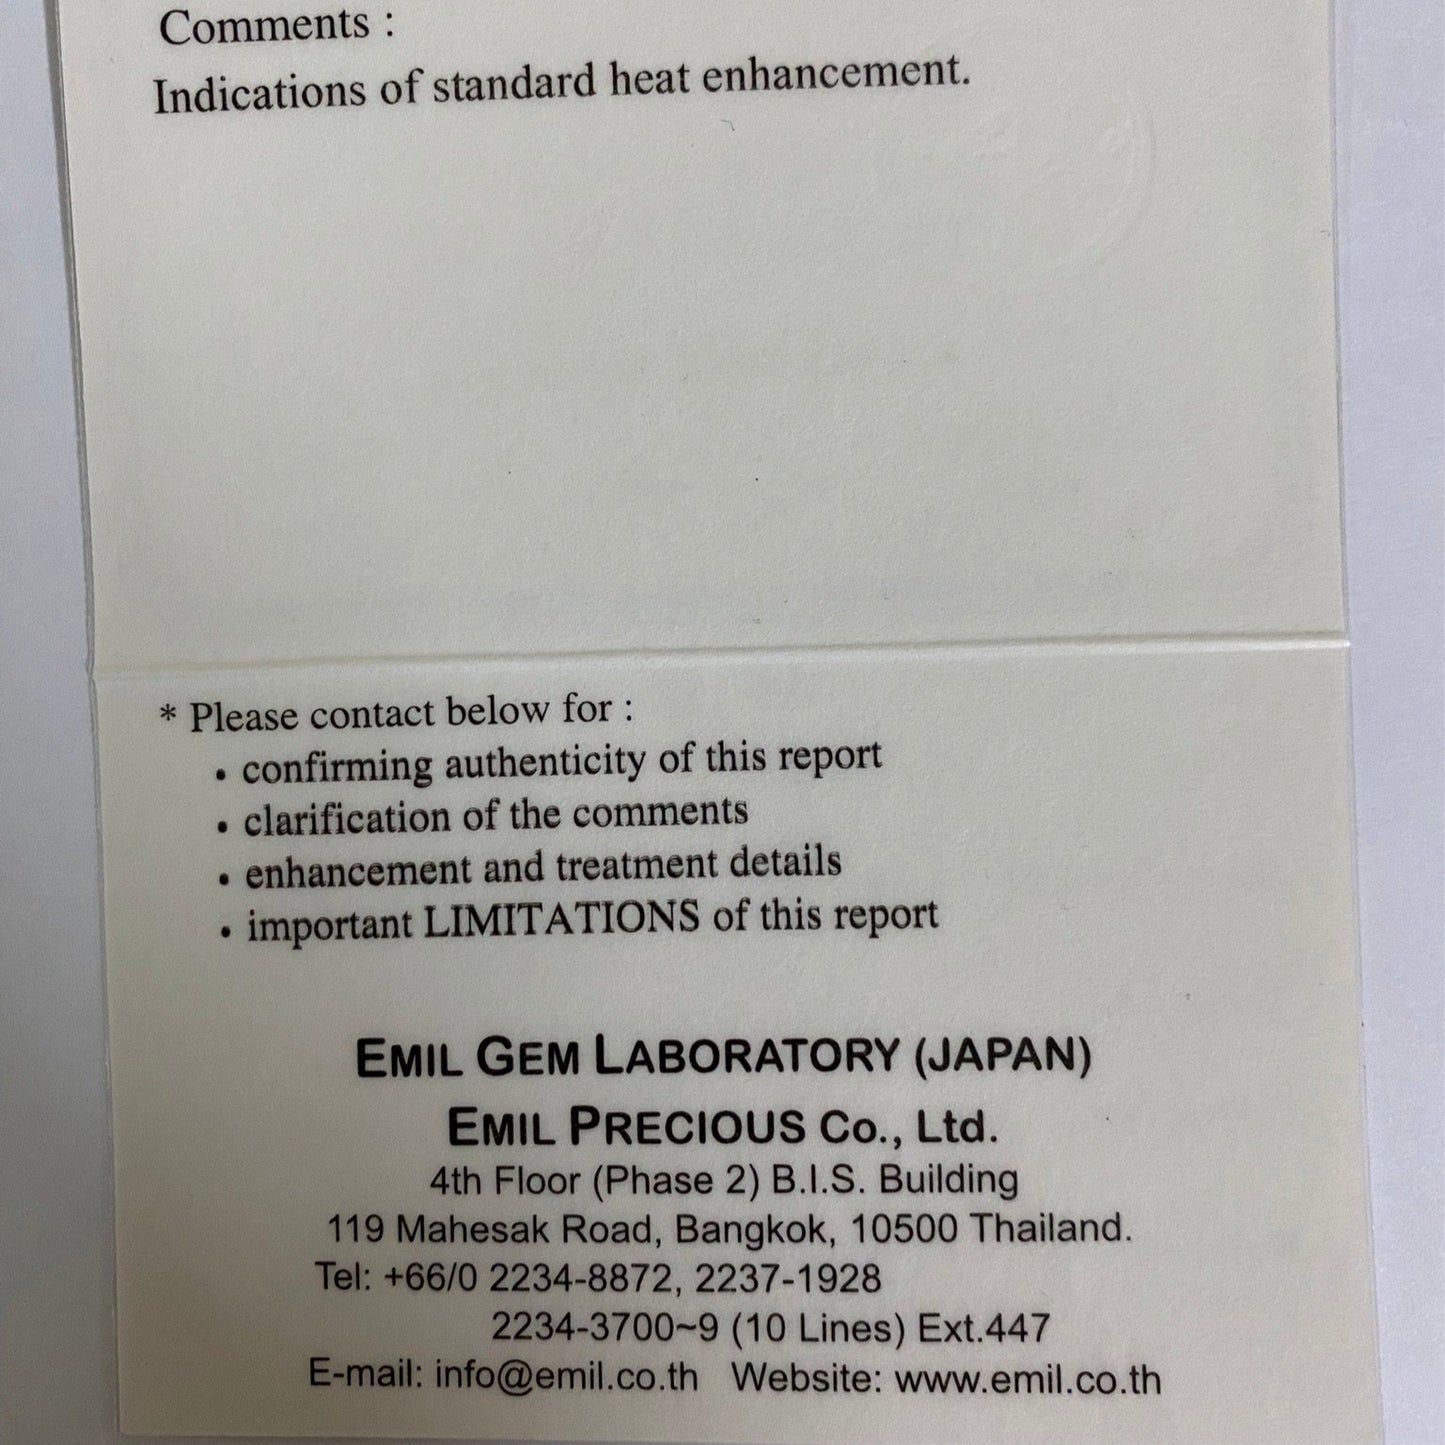 Comments :
Indications of standard heat enhancement.
* Please contact below for :
• confirming authenticity of this report
• clarification of the comments
• enhancement and treatment details
• important LIMITATIONS of this report
EMIL GEM LABORATORY (JAPAN)
EMIL PRECIOUS Co., Ltd.
4th Floor (Phase 2) B.I.S. Building
119 Mahesak Road, Bangkok, 10500 Thailand.
Tel: +66/0 2234-8872, 2237-1928
2234-3700~9 (10 Lines) Ext.447
E-mail: info@emil.co.th Website: www.emil.co.th